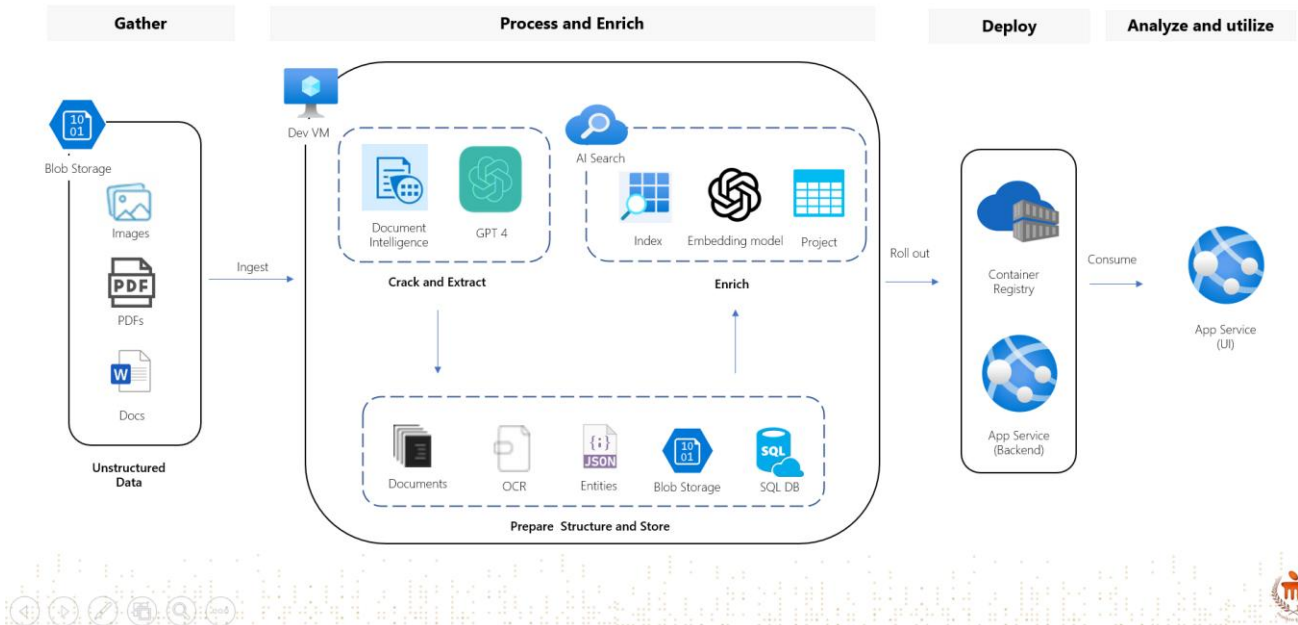 Gather
Process and Enrich
Deploy
Analyze and utilize
10
01
Blob Storage
Images
PDF
PDFs
W
Docs
Unstructured
Data
Ingest
Dev VM
Document
Intelligence
GPT 4
Crack and Extract
AI Search
Index
Embedding model
Project
Enrich
Documents
OCR
{;}
JSON
Entities
10
01
Blob Storage
SQL
SQL DB
Prepare Structure and Store
Roll out
Container
Registry
App Service
(Backend)
Consume
App Service
(UI)